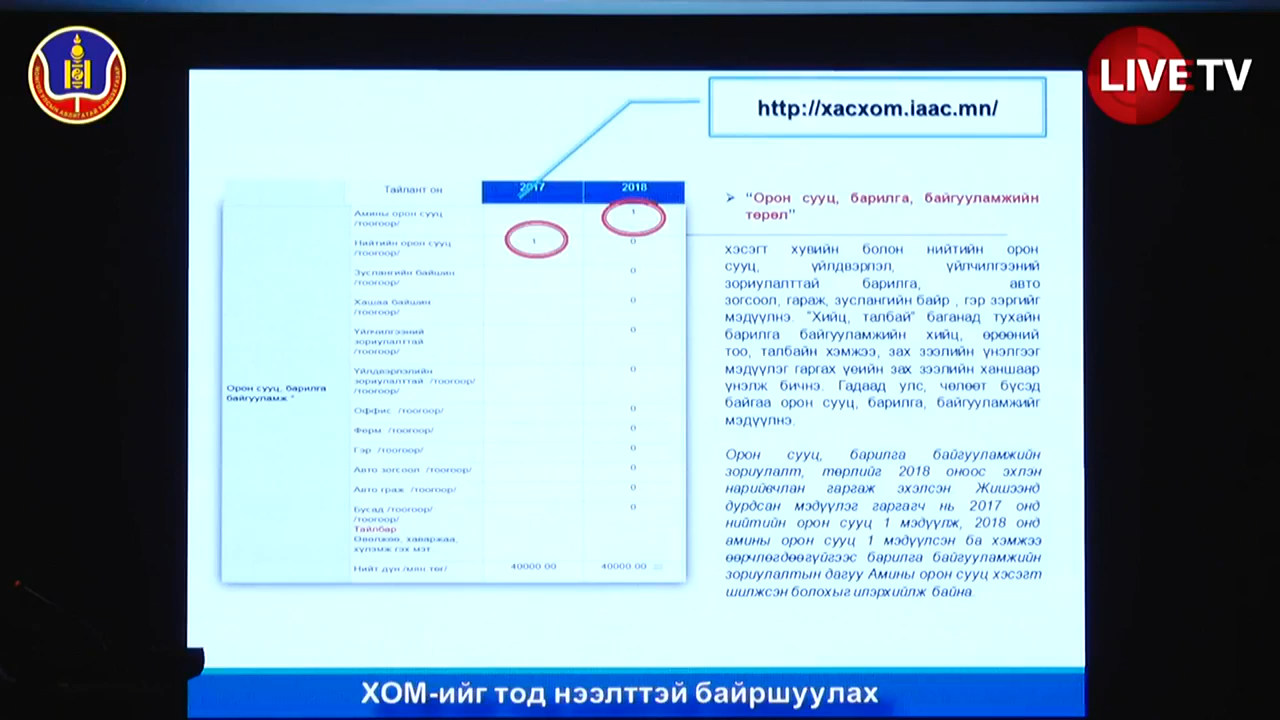 LIVE TV
http://xacxom.iaac.mn/
Тайлант он
2017
2018
Орон сууц, барилга
байгууламж *
Амины орон сууц
/тоогоор/
1
Нийтийн орон сууц
/тоогоор/
1
0
Зуслангийн байшин
/тоогоор/
0
Хашаа байшин
/тоогоор/
0
Үйлчилгээний
зориулалттай
/тоогоор/
0
Үйлдвэрлэлийн
зориулалттай /тоогоор/
/тоогоор/
0
Оффис /тоогоор/
0
Ферм /тоогоор/
0
Гэр /тоогоор/
0
Авто зогсоол /тоогоор/
0
Авто граж /тоогоор/
0
Бусад /тоогоор/
/тоогоор/
0
Тайлбар
Өвөлжөө, хаваржаа,
хүлэмж гэх мэт
Нийт дүн /мян төг/
40000.00
40000.00
"Орон сууц, барилга, байгууламжийн
төрөл"
хэсэгт хувийн болон нийтийн орон
сууц, үйлдвэрлэл, үйлчилгээний
зориулалттай барилга, авто
зогсоол, гараж, зуслангийн байр , гэр зэргийг
мэдүүлнэ. "Хийц, талбай" баганад тухайн
барилга байгууламжийн хийц, өрөөний
тоо, талбайн хэмжээ, зах зээлийн үнэлгээг
мэдүүлэг гаргах үеийн зах зээлийн ханшаар
үнэлж бичнэ. Гадаад улс, чөлөөт бүсэд
байгаа орон сууц, барилга, байгууламжийг
мэдүүлнэ.
Орон сууц, барилга байгууламжийн
зориулалт, төрлийг 2018 оноос эхлэн
нарийвчлан гаргаж эхэлсэн Жишээнд
дурдсан мэдүүлэг гаргагч нь 2017 онд
нийтийн орон сууц 1 мэдүүлж, 2018 онд
амины орон сууц 1 мэдүүлсэн ба хэмжээ
өөрчлөгдөөгүйгээс барилга байгууламжийн
зориулалтын дагуу Амины орон сууц хэсэгт
шилжсэн болохыг илэрхийлж байна
ХОМ-ийг тод нээлттэй байршуулах